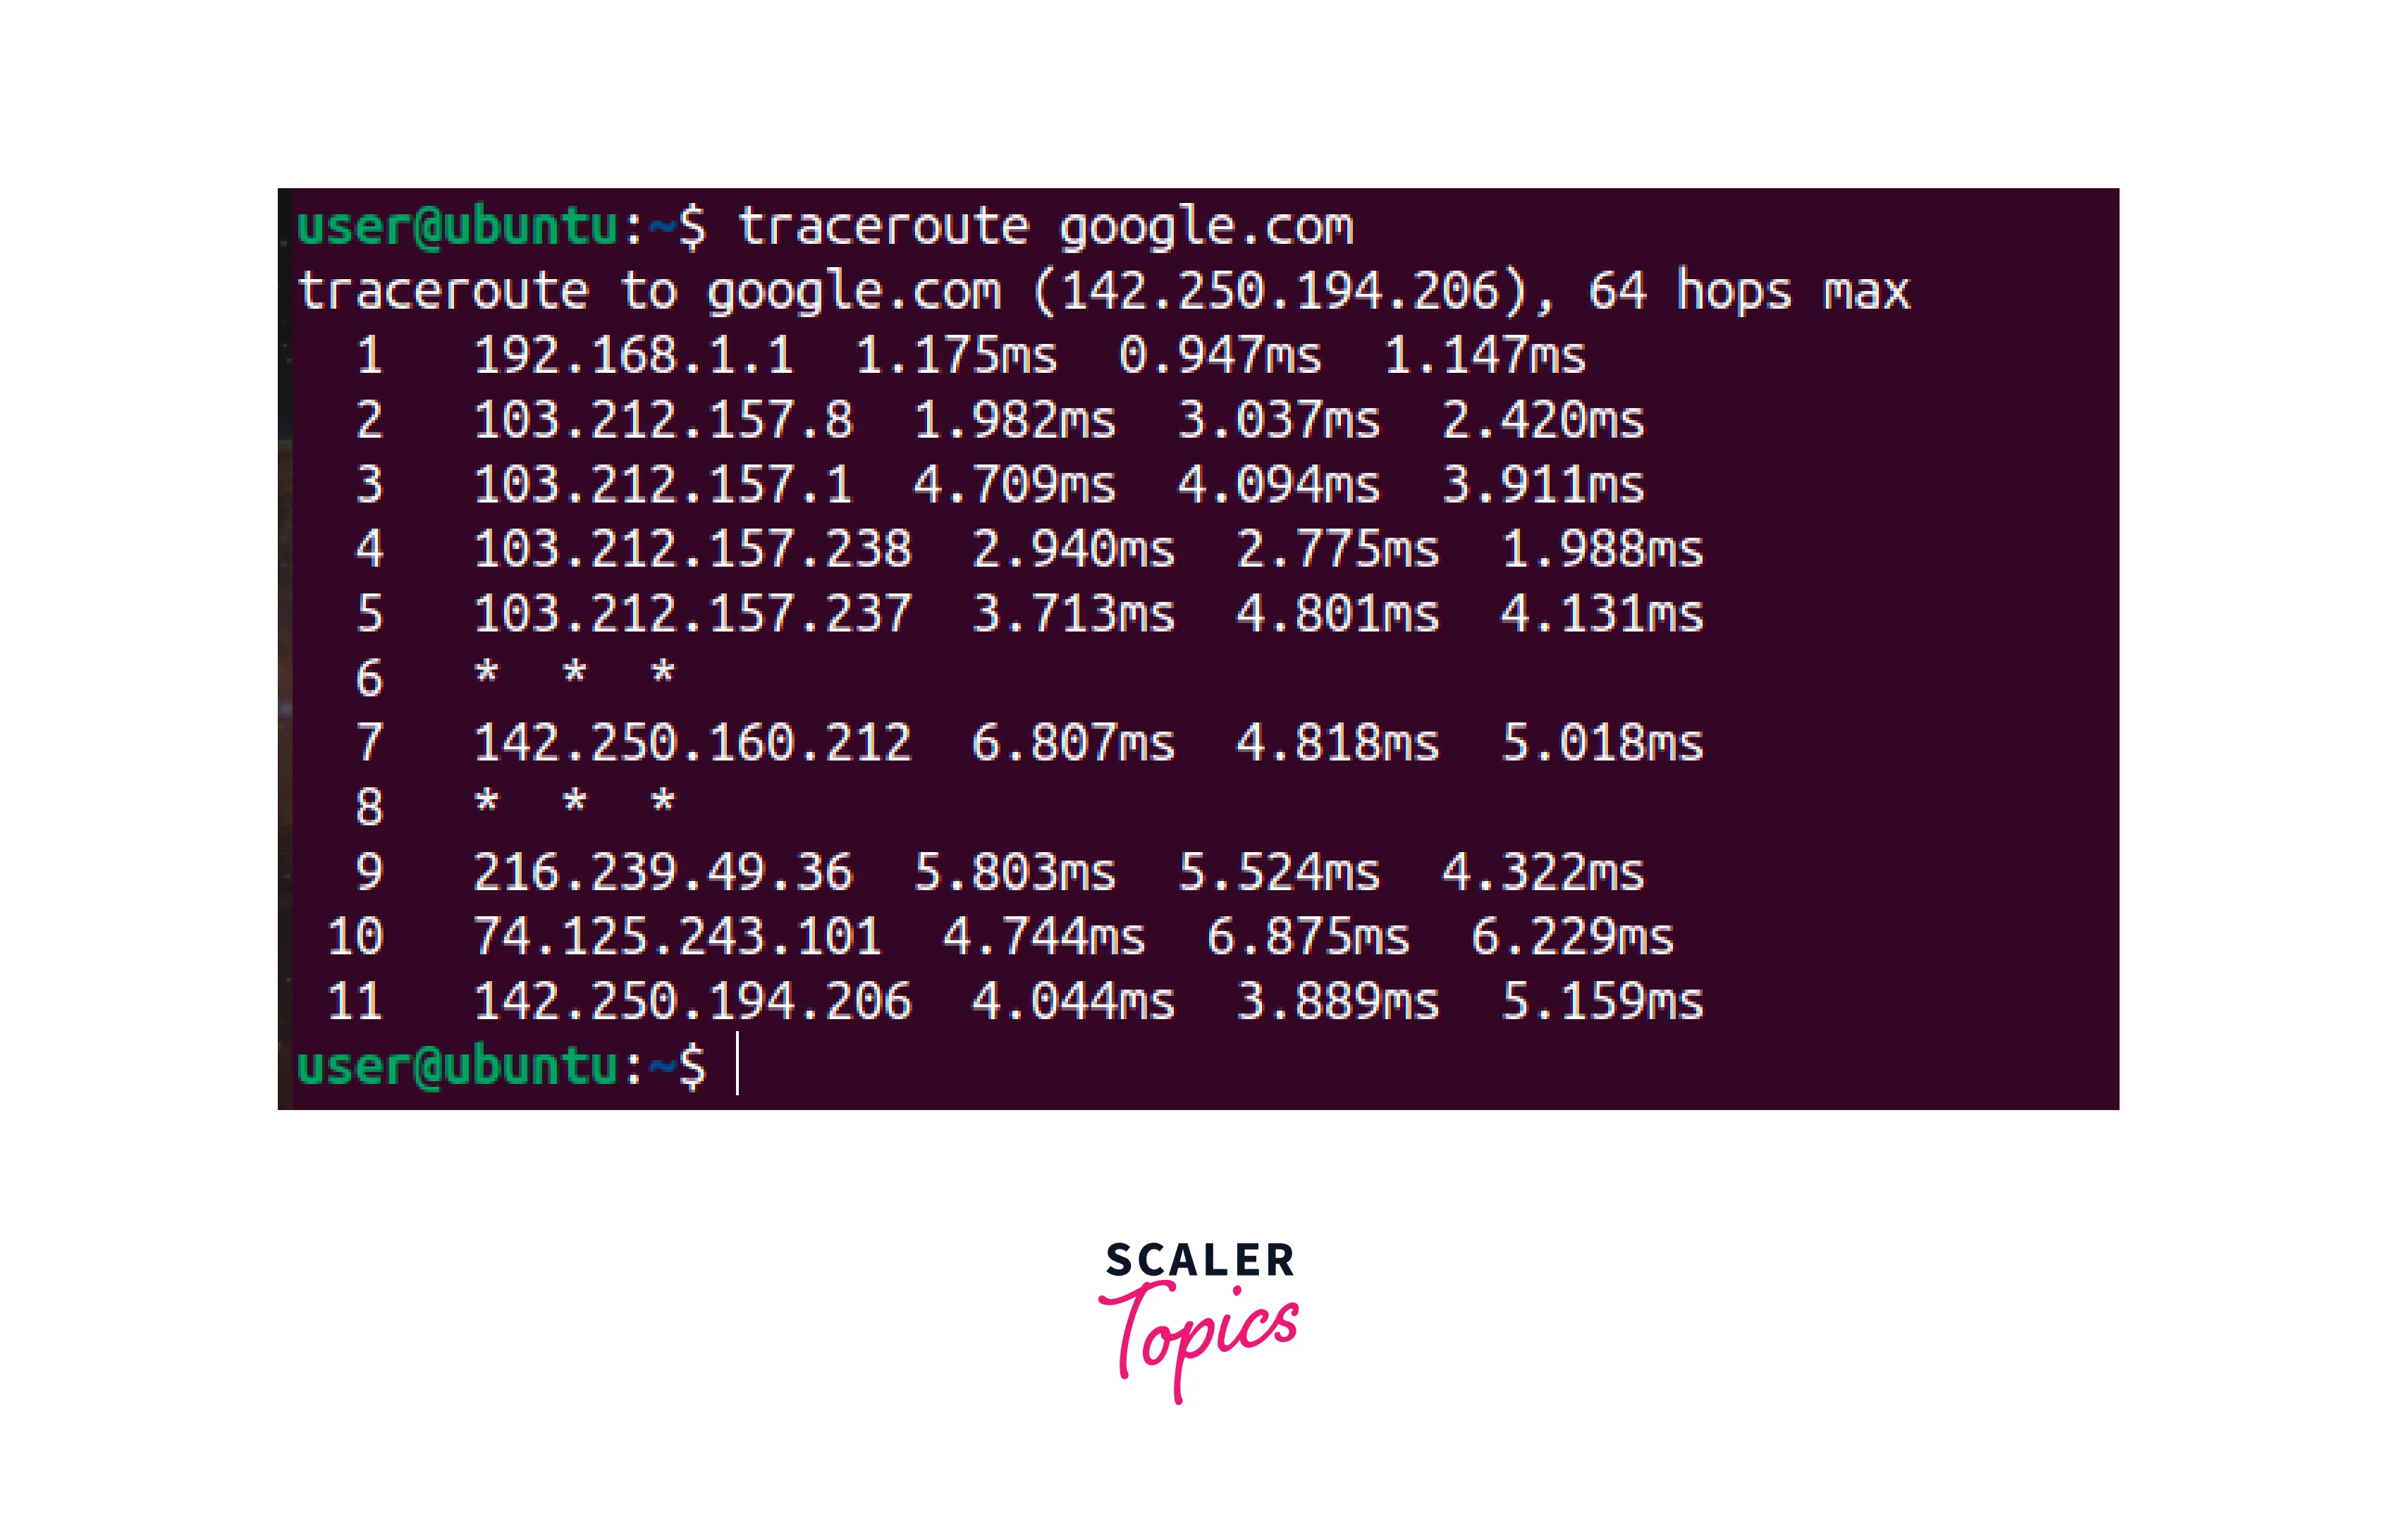 user@ubuntu:~$ traceroute google.com
traceroute to google.com (142.250.194.206), 64 hops max
1 192.168.1.1 1.175ms 0.947ms 1.147ms
2 103.212.157.8 1.982ms 3.037ms 2.420ms
3 103.212.157.1 4.709ms 4.094ms 3.911ms
4 103.212.157.238 2.940ms 2.775ms 1.988ms
5 103.212.157.237 3.713ms 4.801ms 4.131ms
6 * * *
7 142.250.160.212 6.807ms 4.818ms 5.018ms
8 * * *
9 216.239.49.36 5.803ms 5.524ms 4.322ms
10 74.125.243.101 4.744ms 6.875ms 6.229ms
11 142.250.194.206 4.044ms 3.889ms 5.159ms
user@ubuntu:~$
SCALER
Topics